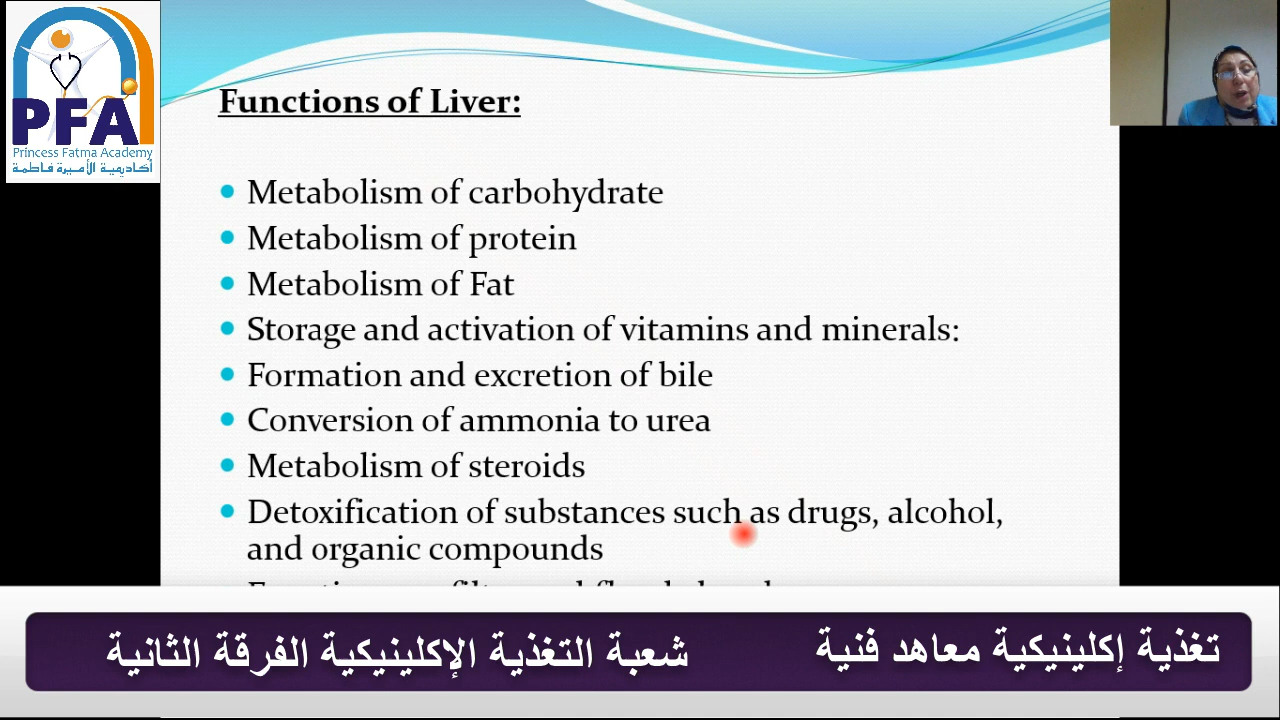 PFA
Princess Fatma Academy
أكاديمية الأميرة فاطمة
Functions of Liver:
Metabolism of carbohydrate
Metabolism of protein
Metabolism of Fat
Storage and activation of vitamins and minerals:
Formation and excretion of bile
Conversion of ammonia to urea
Metabolism of steroids
Detoxification of substances such as drugs, alcohol,
and organic compounds
تغذية إكلينيكية معاهد فنية
شعبة التغذية الإكلينيكية الفرقة الثانية